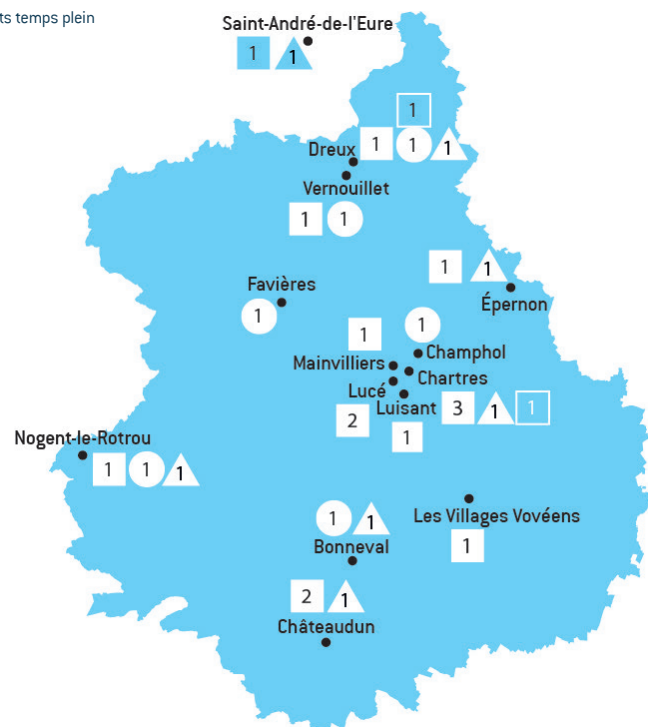 ts temps plein
Saint-André-de-l'Eure
1 1
1
1 1 1
Dreux
Vernouillet
1 1
1 1
Épernon
Favières
1
1
1
Champhol
Mainvilliers
Chartres
Lucé
Luisant
3 1 1
2
1
Nogent-le-Rotrou
1 1 1
1 1
Bonneval
Les Villages Vovéens
1
2 1
Châteaudun